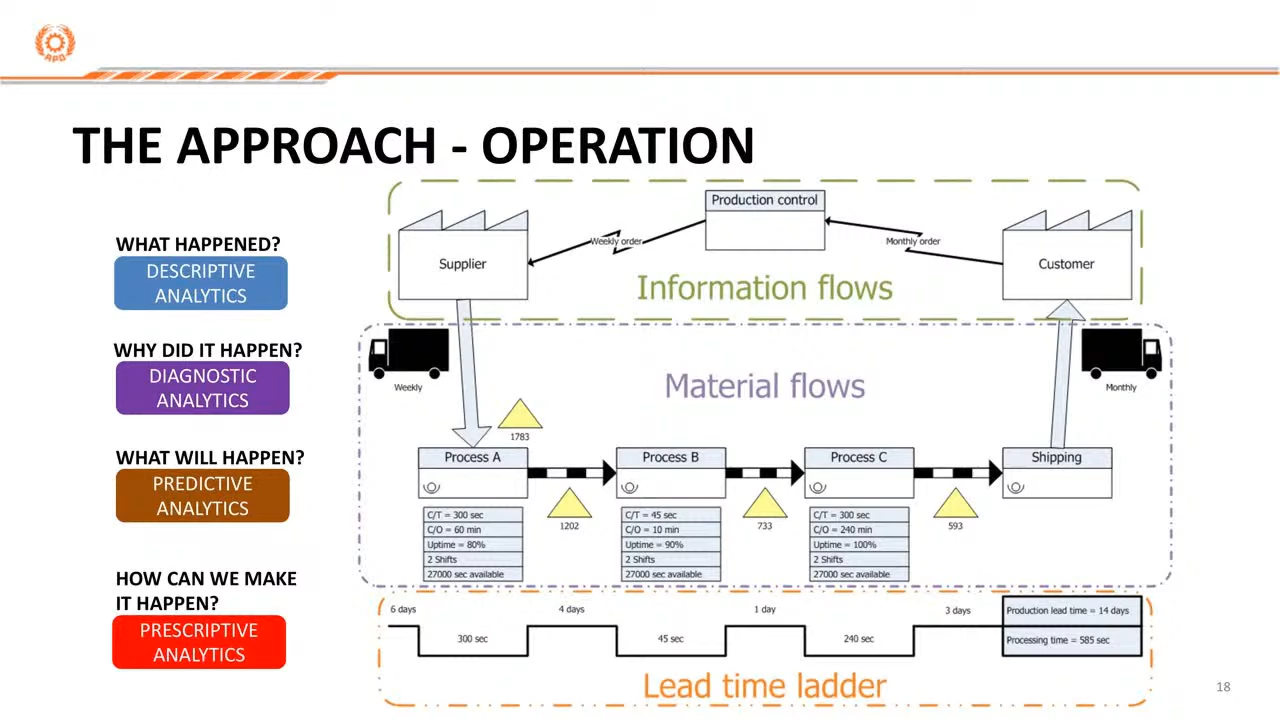 APO
THE APPROACH - OPERATION
WHAT HAPPENED?
DESCRIPTIVE
ANALYTICS
WHY DID IT HAPPEN?
DIAGNOSTIC
ANALYTICS
WHAT WILL HAPPEN?
PREDICTIVE
ANALYTICS
HOW CAN WE MAKE
IT HAPPEN?
PRESCRIPTIVE
ANALYTICS
Production control
Weekly order
Monthly order
Supplier
Customer
Information flows
Weekly
Material flows
Monthly
1783
Process A
Process B
Process C
Shipping
1202
733
593
C/T = 300 sec
C/O = 60 min
Uptime = 80%
2 Shifts
27000 sec available
C/T = 45 sec
C/O = 10 min
Uptime = 90%
2 Shifts
27000 sec available
C/T = 300 sec
C/O = 240 min
Uptime = 100%
2 Shifts
27000 sec available
6 days
4 days
1 day
3 days
Production lead time = 14 days
300 sec
45 sec
240 sec
Processing time = 585 sec
Lead time ladder
18